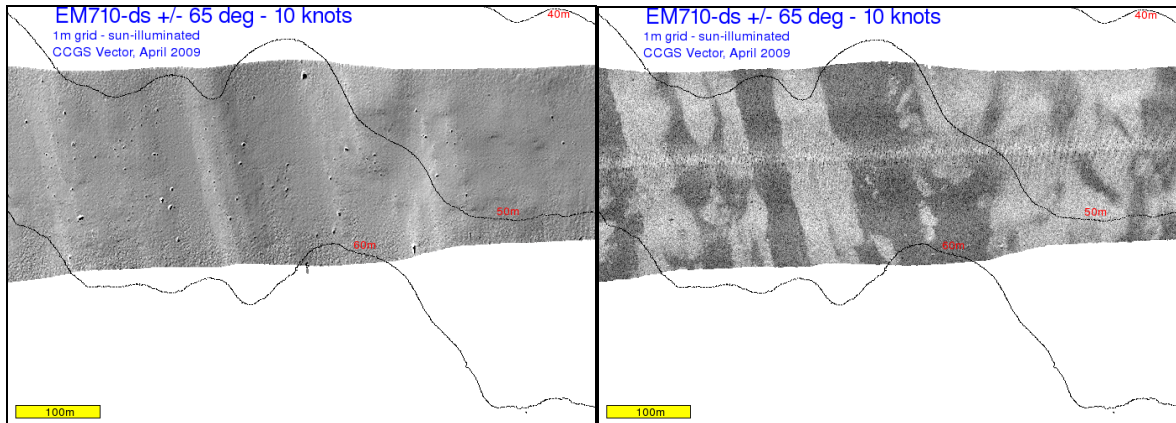 EM710-ds +/- 65 deg - 10 knots
1m grid - sun-illuminated
CCGS Vector, April 2009
40m
50m
60m
100m
EM710-ds +/- 65 deg - 10 knots
1m grid - sun-illuminated
CCGS Vector, April 2009
40m
50m
60m
100m